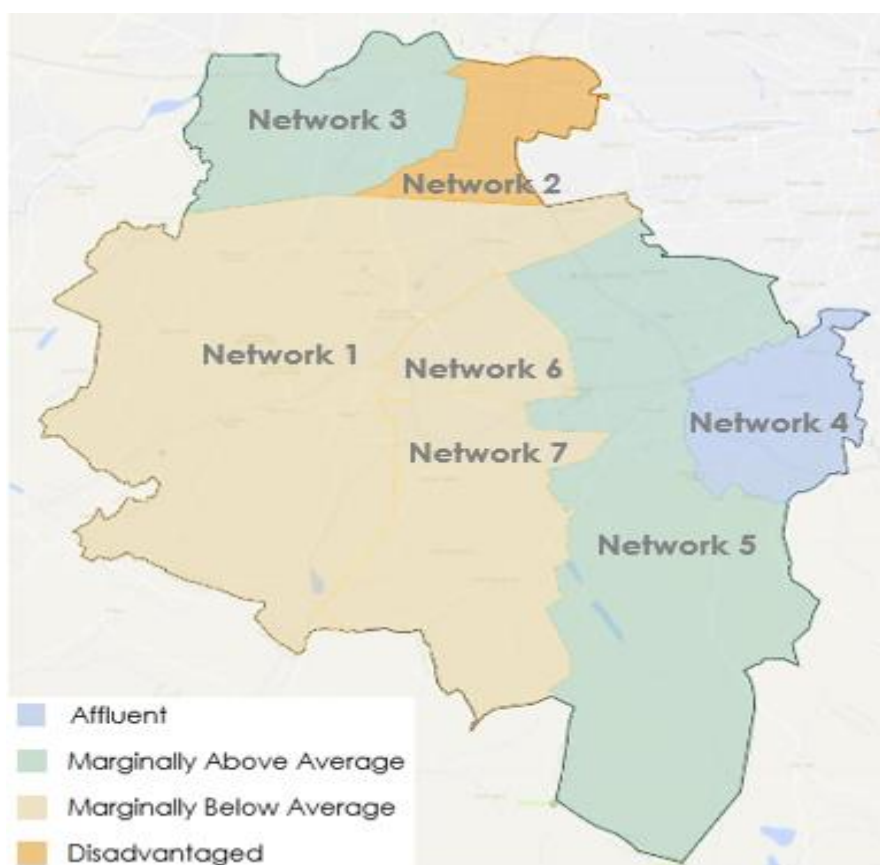 Network 3
Network 2
Network 1
Network 6
Network 4
Network 7
Network 5
Affluent
Marginally Above Average
Marginally Below Average
Disadvantaged